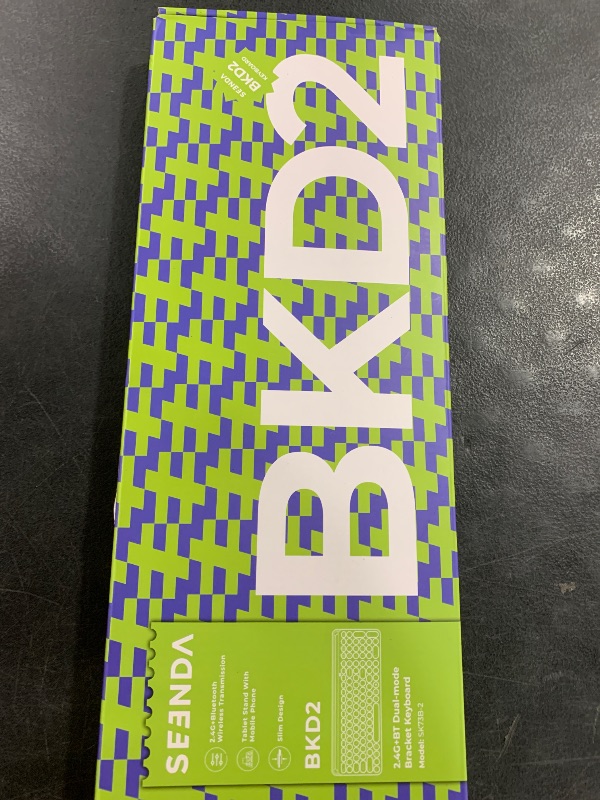 SEENDA
BKD2
KEYBOARD
BKD2
SEENDA
2.4G+Bluetooth
Wireless Transmission
Tablet Stand With
Mobile Phone
Slim Design
BKD2
2.4G+BT Dual-mode
Bracket Keyboard
Model: SK73B-2